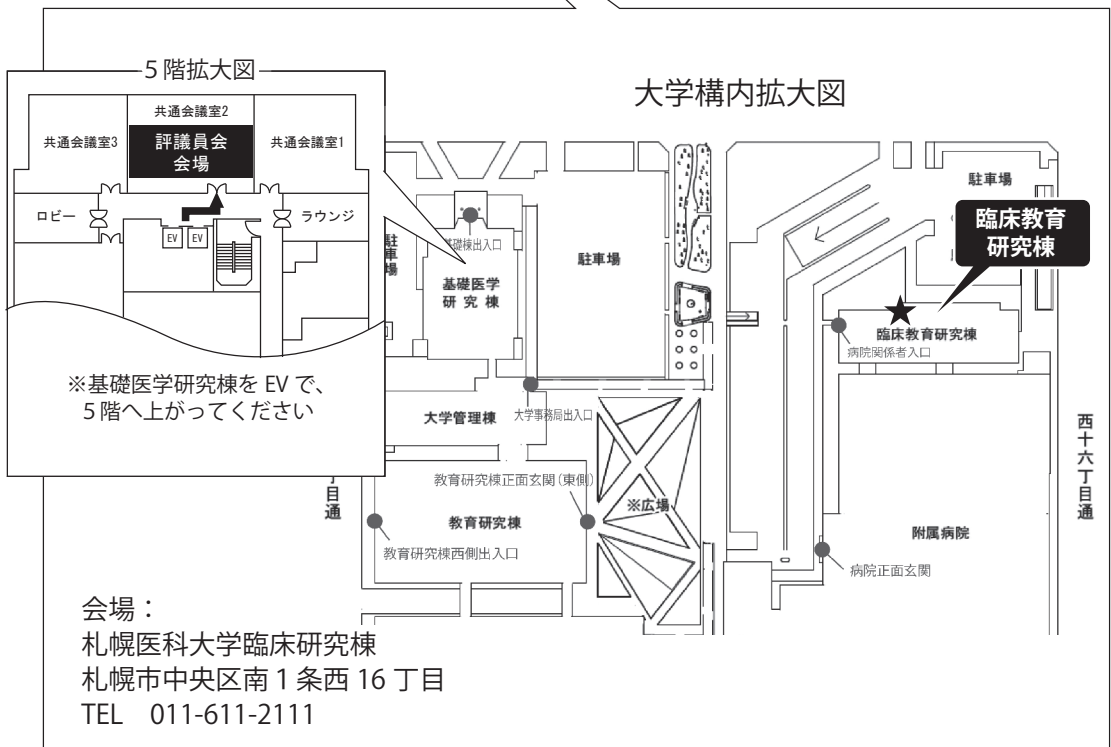 5 階拡大図
共通会議室3
共通会議室2
評議員会
会場
共通会議室1
ロビー
EV
EV
ラウンジ
※基礎医学研究棟を EV で、
5 階へ上がってください
大学構内拡大図
駐車場
基礎棟出入口
基礎医学
研究棟
駐車場
駐車場
臨床教育
研究棟
臨床教育研究棟
病院関係者入口
大学管理棟
大学事務局出入口
教育研究棟正面玄関(東側)
※広場
教育研究棟
教育研究棟西側出入口
丁目通
附属病院
病院正面玄関
西十六丁目通
会場：
札幌医科大学臨床研究棟
札幌市中央区南 1 条西 16 丁目
TEL 011-611-2111